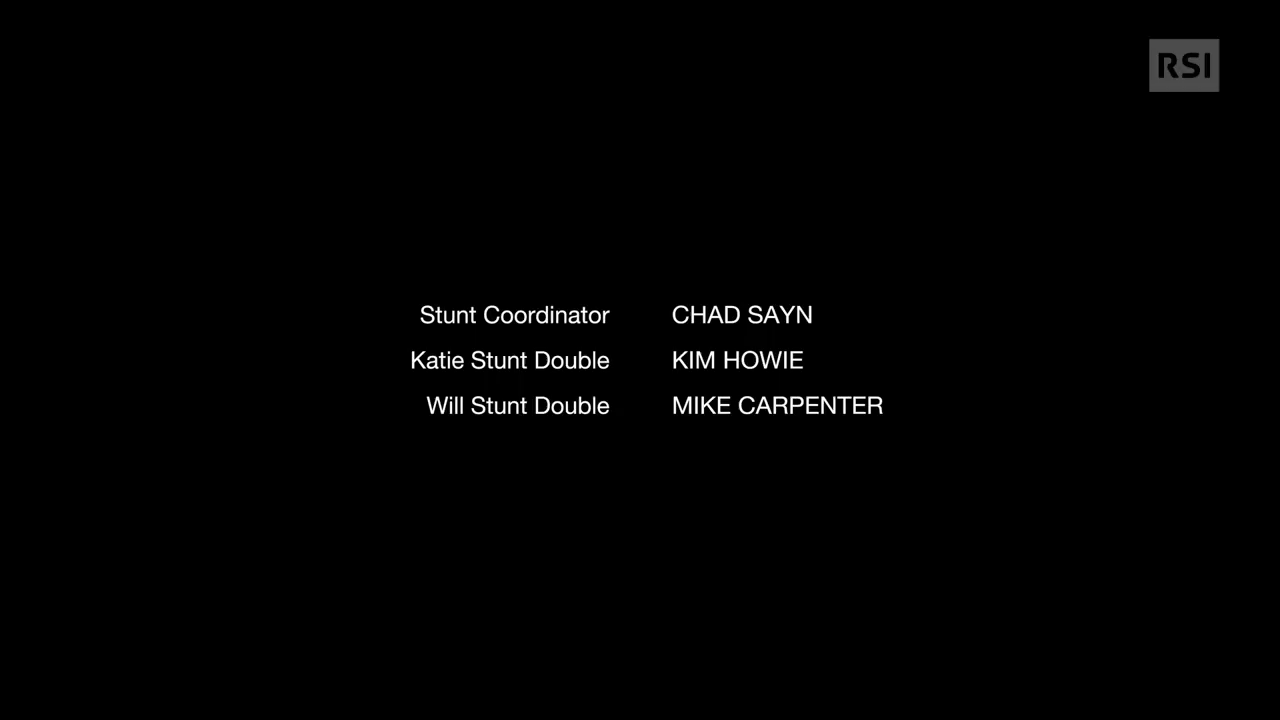 RSI
Stunt Coordinator CHAD SAYN
Katie Stunt Double KIM HOWIE
Will Stunt Double MIKE CARPENTER